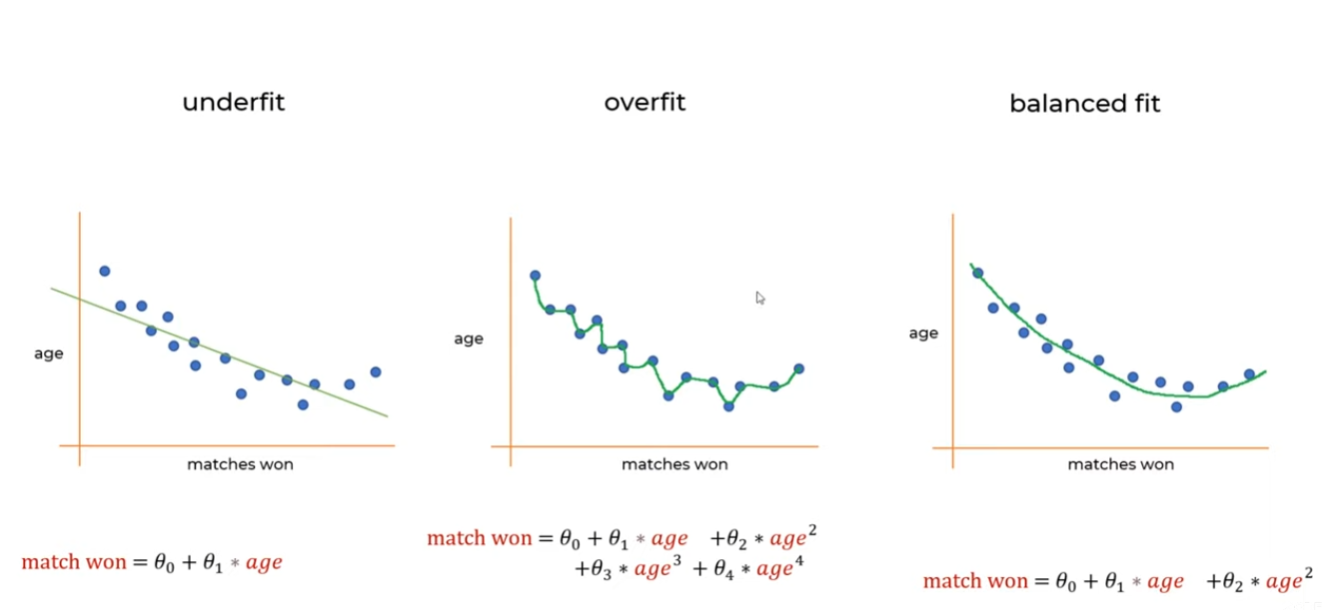 underfit
overfit
balanced fit
age
matches won
age
matches won
age
matches won
match won = θ₀ + θ₁ * age
match won = θ₀ + θ₁ * age +θ₂ * age²
+θ₃ * age³ + θ₄ * age⁴
match won = θ₀ + θ₁ * age +θ₂ * age²